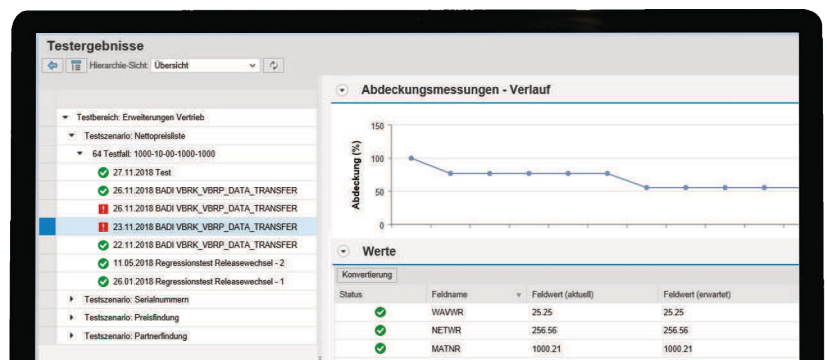 Testergebnisse
Hierarchie-Sicht: Übersicht
Testbereich: Erweiterungen Vertrieb
Testszenario: Nettopreisliste
64 Testfall: 1000-10-00-1000-1000
27.11.2018 Test
26.11.2018 BADI VBRK_VBRP_DATA_TRANSFER
26.11.2018 BADI VBRK_VBRP_DATA_TRANSFER
23.11.2018 BADI VBRK_VBRP_DATA_TRANSFER
22.11.2018 BADI VBRK_VBRP_DATA_TRANSFER
11.05.2018 Regressionstest Releasewechsel - 2
26.01.2018 Regressionstest Releasewechsel - 1
Testszenario: Serialnummern
Testszenario: Preisfindung
Testszenario: Partnerfindung
Abdeckungsmessungen - Verlauf
Abdeckung (%)
150
100
50
0
Werte
Konvertierung
Status Feldname Feldwert (aktuell) Feldwert (erwartet)
WAVWR 25.25 25.25
NETWR 256.56 256.56
MATNR 1000.21 1000.21